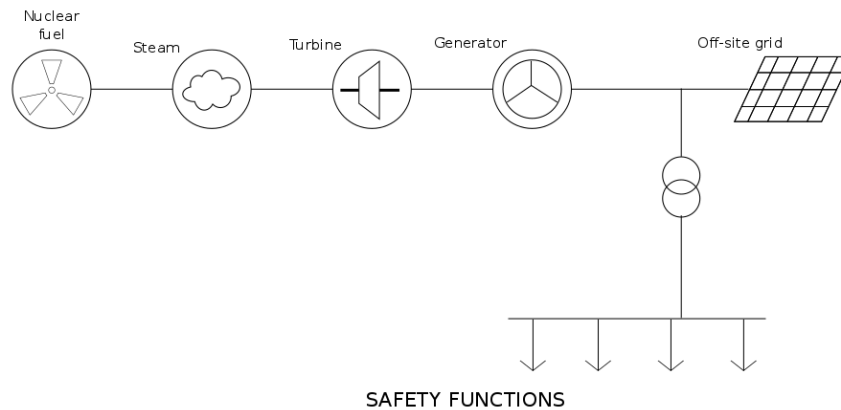 Nuclear
fuel
Steam
Turbine
Generator
Off-site grid
SAFETY FUNCTIONS